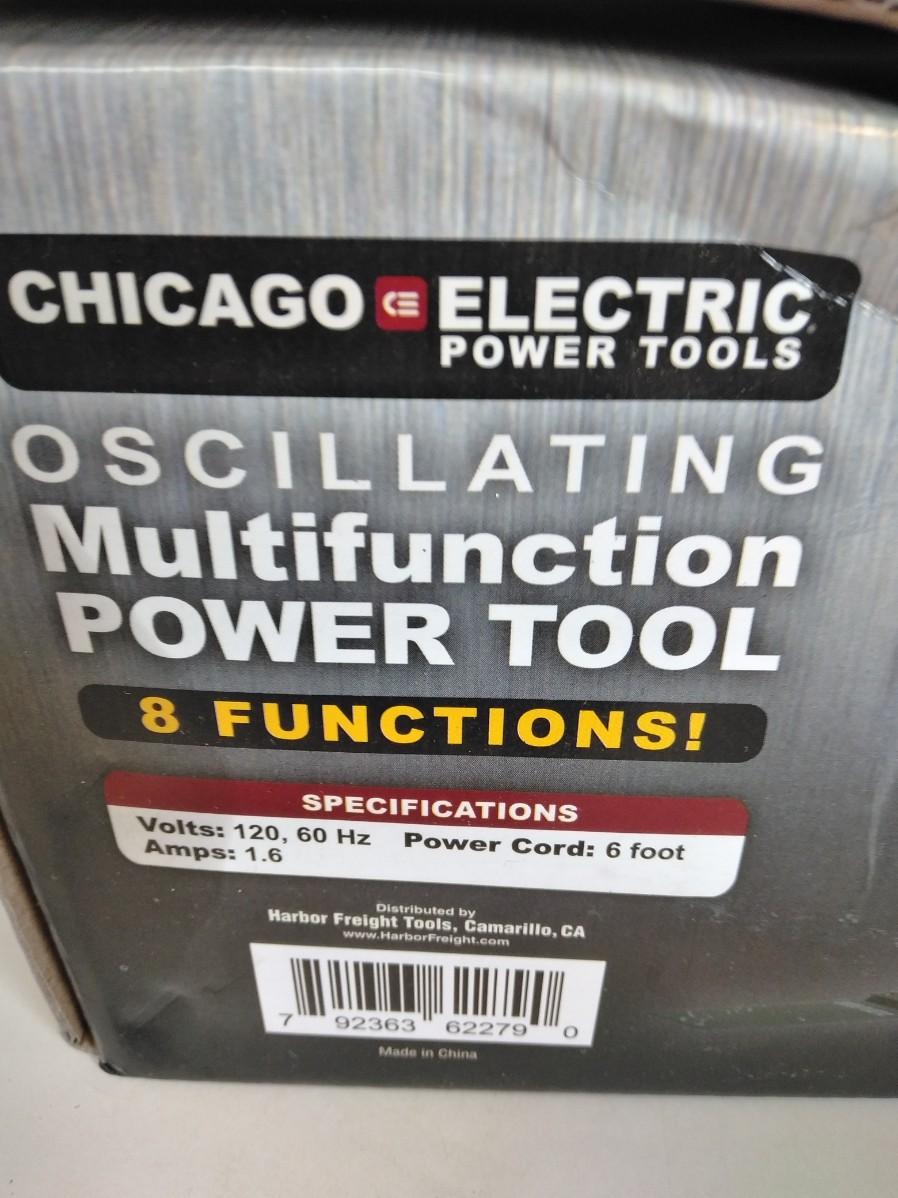 CHICAGO CE ELECTRIC
POWER TOOLS
OSCILLATING
Multifunction
POWER TOOL
8 FUNCTIONS!
SPECIFICATIONS
Volts: 120, 60 Hz Power Cord: 6 foot
Amps: 1.6
Distributed by
Harbor Freight Tools, Camarillo, CA
www.HarborFreight.com
7 92363 62279 0
Made in China